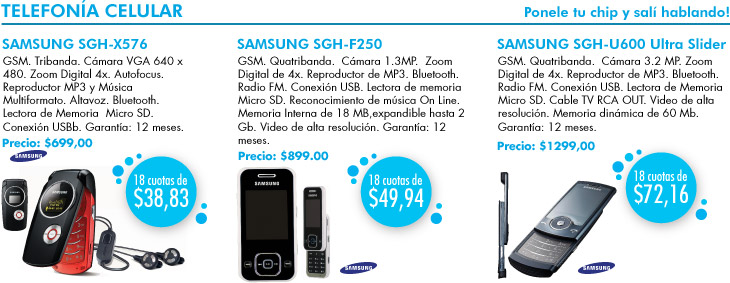 TELEFONÍA CELULAR
Ponele tu chip y salí hablando!
SAMSUNG SGH-X576
GSM. Tribanda. Cámara VGA 640 x
480. Zoom Digital 4x. Autofocus.
Reproductor MP3 y Música
Multiformato. Altavoz. Bluetooth.
Lectora de Memoria Micro SD.
Conexión USBb. Garantía: 12 meses.
Precio: $699,00
SAMSUNG
18 cuotas de
$38,83
SAMSUNG SGH-F250
GSM. Quatribanda. Cámara 1.3MP. Zoom
Digital de 4x. Reproductor de MP3. Bluetooth.
Radio FM. Conexión USB. Lectora de memoria
Micro SD. Reconocimiento de música On Line.
Memoria Interna de 18 MB,expandible hasta 2
Gb. Video de alta resolución. Garantía: 12
meses.
Precio: $899.00
SAMSUNG
18 cuotas de
$49,94
SAMSUNG
SAMSUNG SGH-U600 Ultra Slider
GSM. Quatribanda. Cámara 3.2 MP. Zoom
Digital de 4x. Reproductor de MP3. Bluetooth.
Radio FM. Conexión USB. Lectora de Memoria
Micro SD. Cable TV RCA OUT. Video de alta
resolución. Memoria dinámica de 60 Mb.
Garantía: 12 meses.
Precio: $1299,00
18 cuotas de
$72,16
SAMSUNG